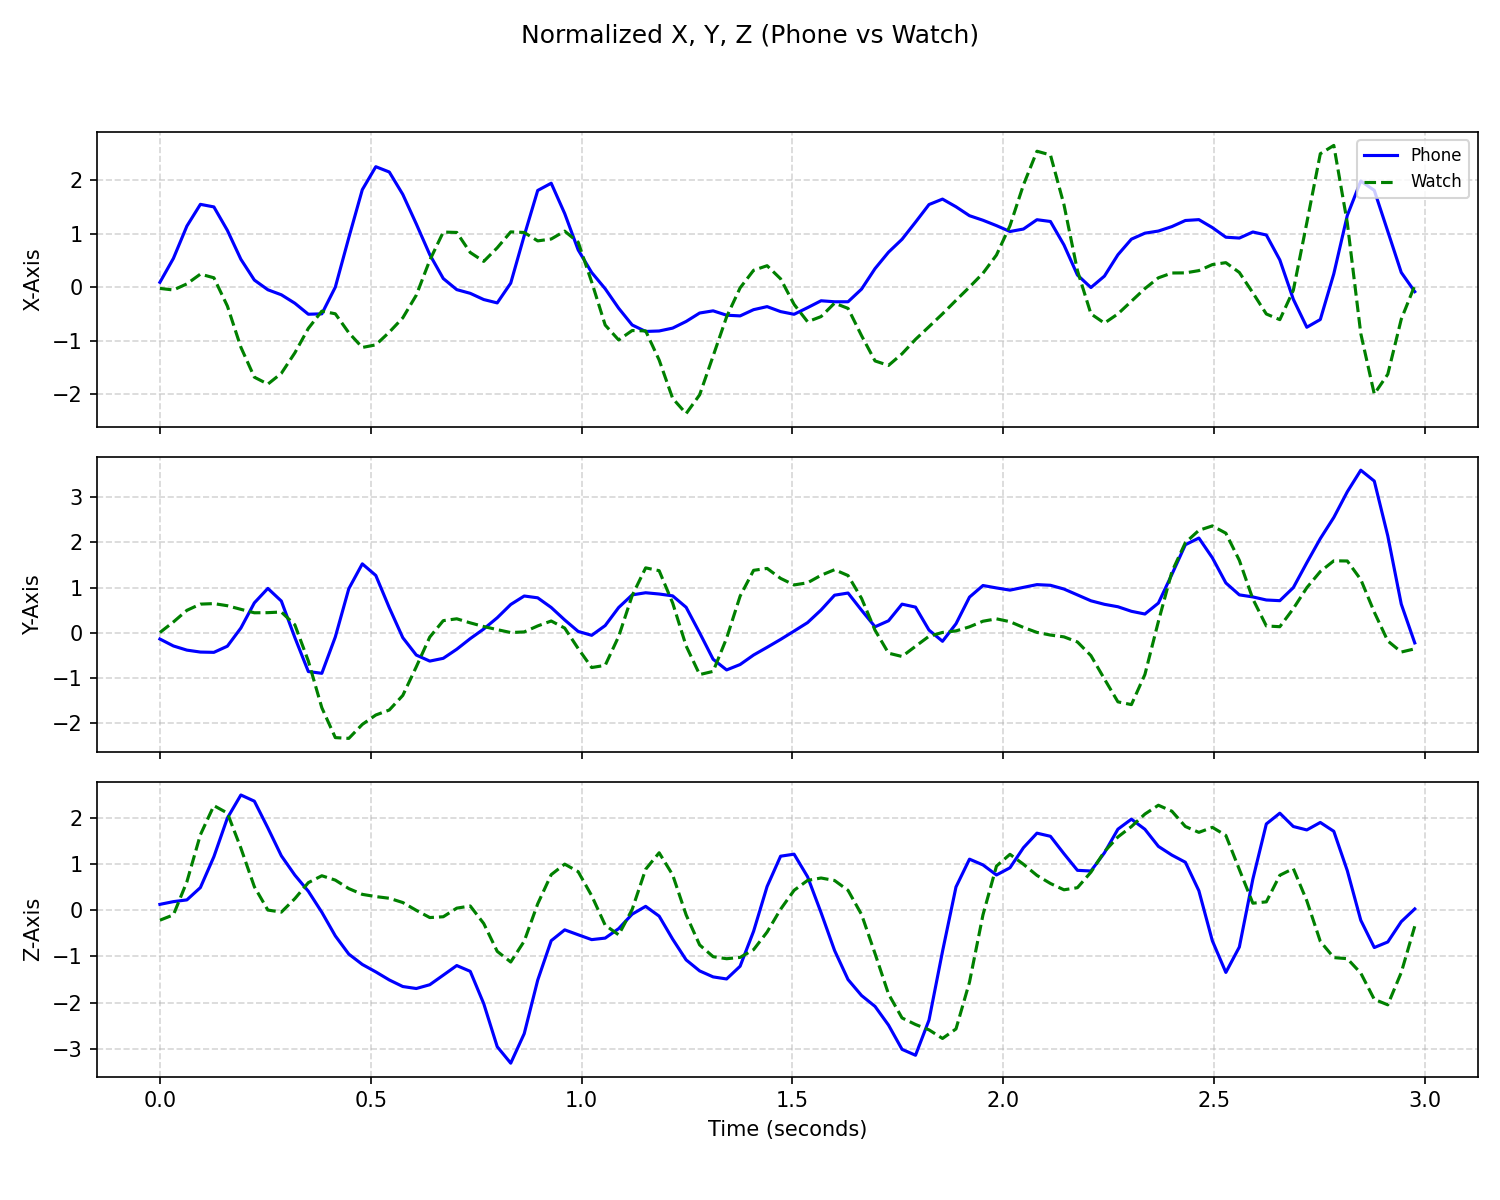 Normalized X, Y, Z (Phone vs Watch)
X-Axis
2
1
0
−1
−2
Phone
Watch
Y-Axis
3
2
1
0
−1
−2
Z-Axis
2
1
0
−1
−2
−3
0.0 0.5 1.0 1.5 2.0 2.5 3.0
Time (seconds)